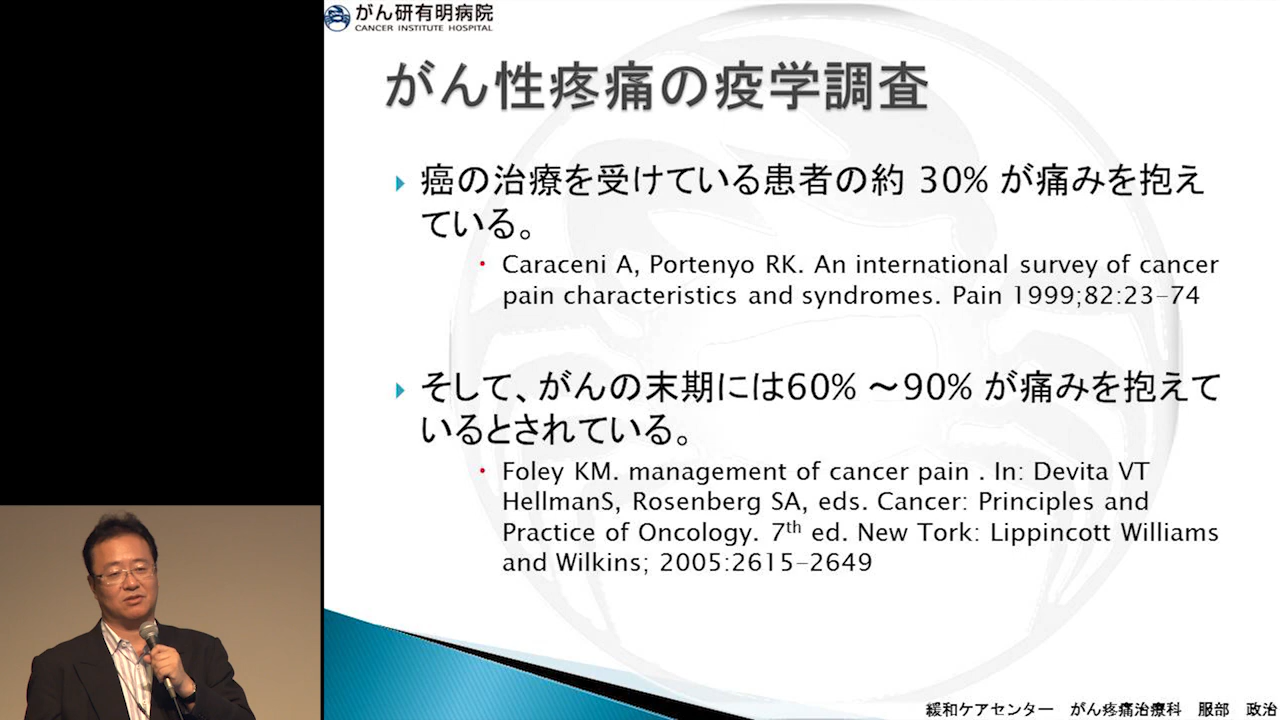 がん研有明病院
CANCER INSTITUTE HOSPITAL
がん性疼痛の疫学調査
癌の治療を受けている患者の約 30% が痛みを抱え
ている。
Caraceni A, Portenyo RK. An international survey of cancer
pain characteristics and syndromes. Pain 1999;82:23-74
そして、がんの末期には60% ～90% が痛みを抱えて
いるとされている。
Foley KM. management of cancer pain . In: Devita VT
HellmanS, Rosenberg SA, eds. Cancer: Principles and
Practice of Oncology. 7th ed. New Tork: Lippincott Williams
and Wilkins; 2005:2615-2649
緩和ケアセンター がん疼痛治療科 服部 政治